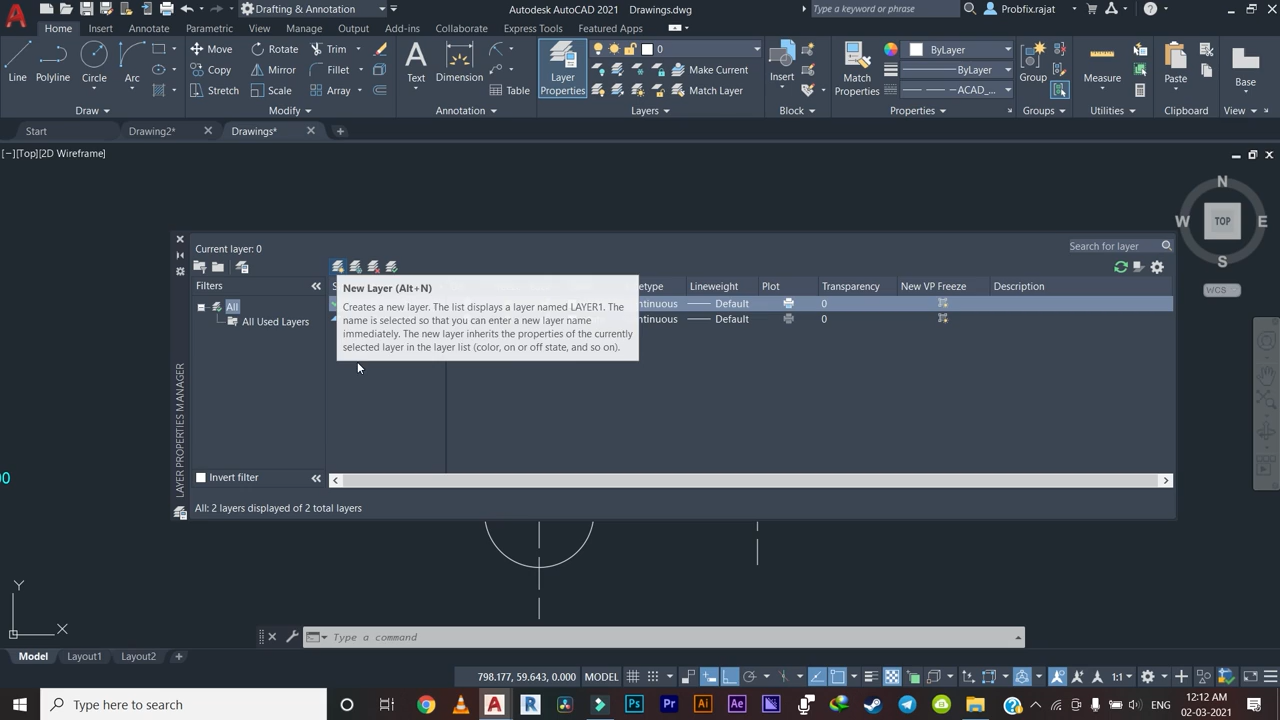 Drafting & Annotation
Autodesk AutoCAD 2021 Drawings.dwg
Type a keyword or phrase
Probfix.rajat
Home Insert Annotate Parametric View Manage Output Add-ins Collaborate Express Tools Featured Apps
Line Polyline Circle Arc
Move Rotate Trim
Copy Mirror Fillet
Stretch Scale Array
Text Dimension Table
Layer Properties
0
Make Current
Match Layer
Insert
Match Properties
ByLayer
ByLayer
ACAD_...
Group Measure Paste Base
Draw Modify Annotation Layers Block Properties Groups Utilities Clipboard View
Start Drawing2* Drawings*
[−][Top][2D Wireframe]
N
W TOP E
S
WCS
Current layer: 0
Search for layer
Filters
S
etype Lineweight Plot Transparency New VP Freeze Description
All
ntinuous Default 0
All Used Layers
ntinuous Default 0
New Layer (Alt+N)
Creates a new layer. The list displays a layer named LAYER1. The
name is selected so that you can enter a new layer name
immediately. The new layer inherits the properties of the currently
selected layer in the layer list (color, on or off state, and so on).
LAYER PROPERTIES MANAGER
Invert filter
All: 2 layers displayed of 2 total layers
00
Y
X
Type a command
Model Layout1 Layout2
798.177, 59.643, 0.000 MODEL 1:1
Type here to search
Ps Pr Ai Ae
ENG
12:12 AM
02-03-2021